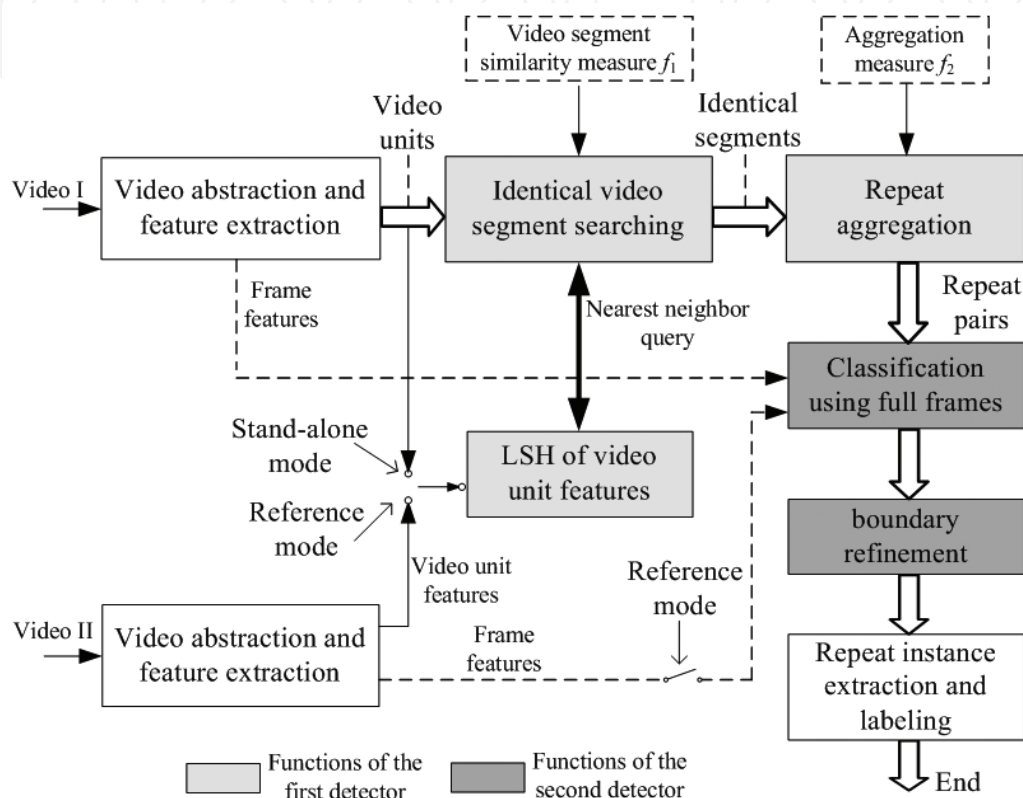 Video segment
similarity measure f1
Aggregation
measure f2
Video
units
Identical
segments
Video I
Video abstraction and
feature extraction
Identical video
segment searching
Repeat
aggregation
Frame
features
Nearest neighbor
query
Repeat
pairs
Classification
using full frames
Stand-alone
mode
LSH of video
unit features
Reference
mode
boundary
refinement
Video unit
features
Reference
mode
Video II
Video abstraction and
feature extraction
Frame
features
Repeat instance
extraction and
labeling
Functions of the
first detector
Functions of the
second detector
End